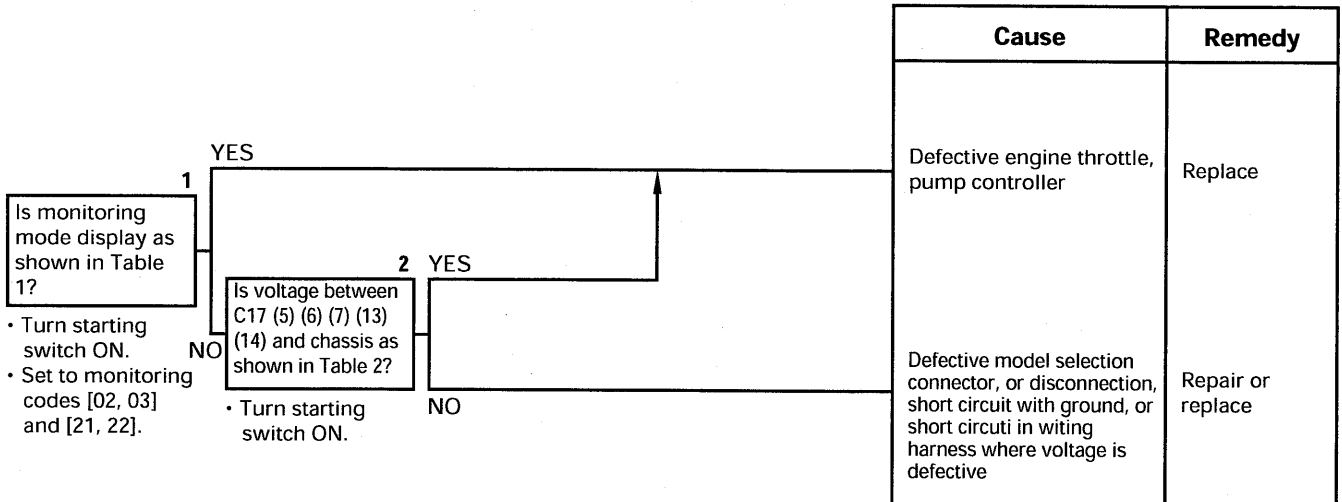 Cause
Remedy
YES
1
Is monitoring
mode display as
shown in Table
1?
• Turn starting
switch ON.
• Set to monitoring
codes [02, 03]
and [21, 22].
NO
2
YES
Is voltage between
C17 (5) (6) (7) (13)
(14) and chassis as
shown in Table 2?
• Turn starting
switch ON.
NO
Defective engine throttle,
pump controller
Replace
Defective model selection
connector, or disconnection,
short circuit with ground, or
short circuti in witing
harness where voltage is
defective
Repair or
replace